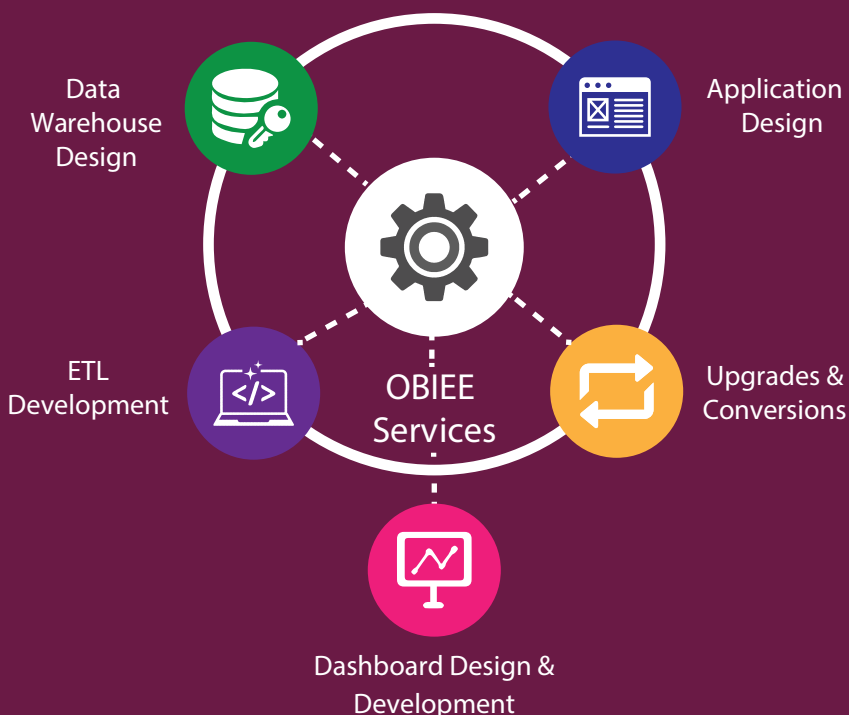 Data
Warehouse
Design
Application
Design
ETL
Development
OBIEE
Services
Upgrades &
Conversions
Dashboard Design &
Development